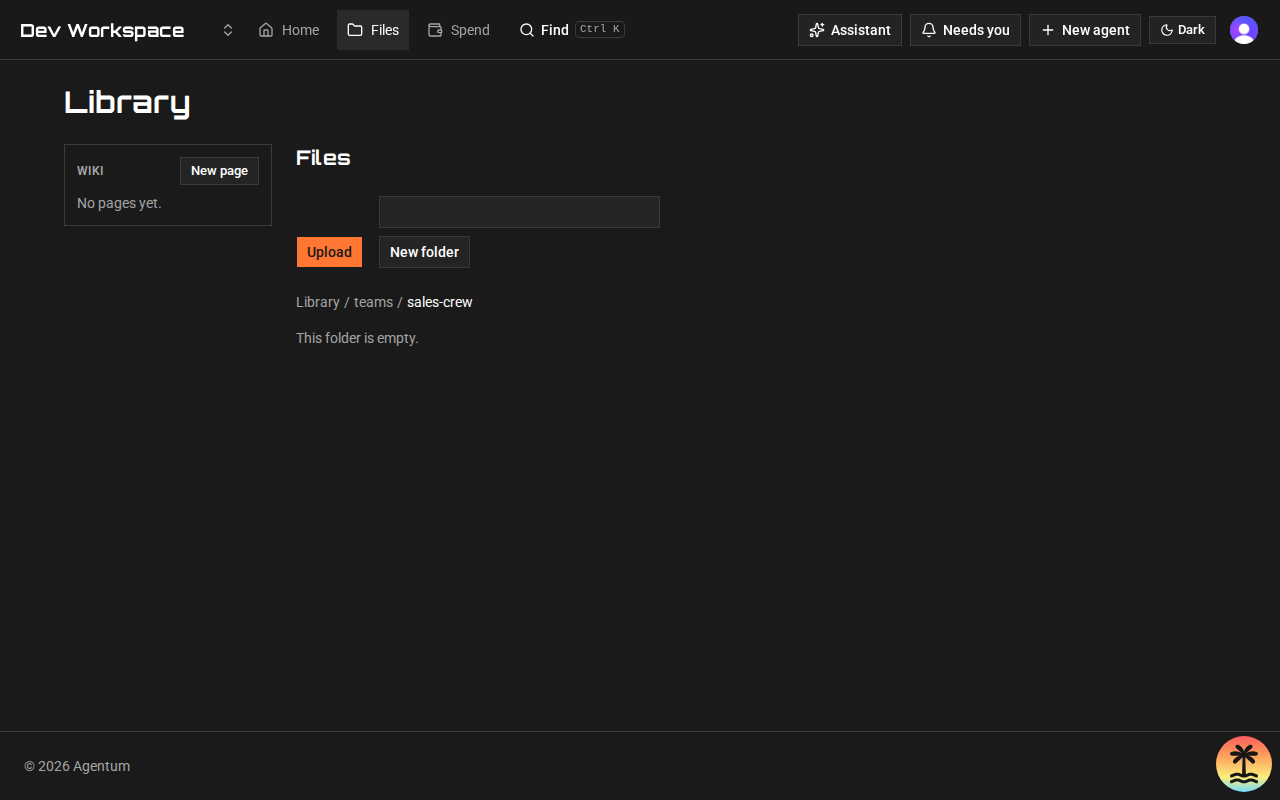 Dev Workspace
Home
Files
Spend
Find Ctrl K
Assistant
Needs you
New agent
Dark
Library
WIKI
New page
No pages yet.
Files
Upload
New folder
Library / teams / sales-crew
This folder is empty.
© 2026 Agentum